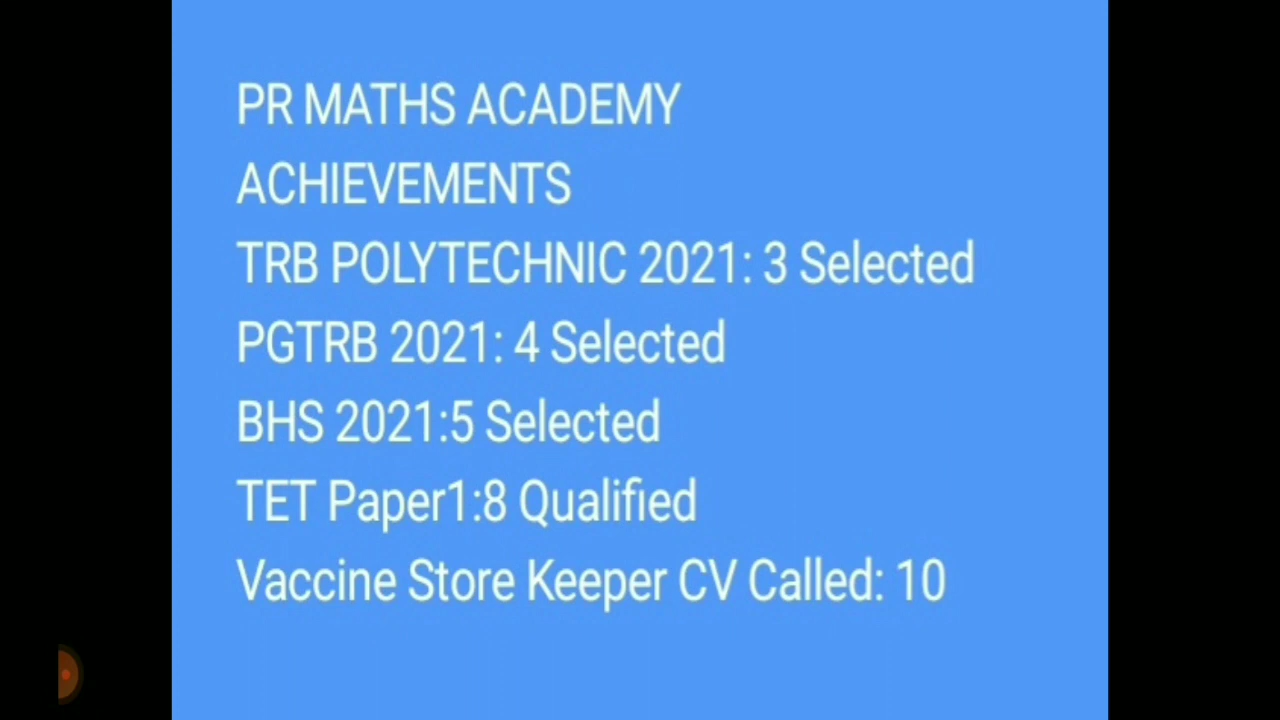 PR MATHS ACADEMY
ACHIEVEMENTS
TRB POLYTECHNIC 2021: 3 Selected
PGTRB 2021: 4 Selected
BHS 2021:5 Selected
TET Paper1:8 Qualified
Vaccine Store Keeper CV Called: 10